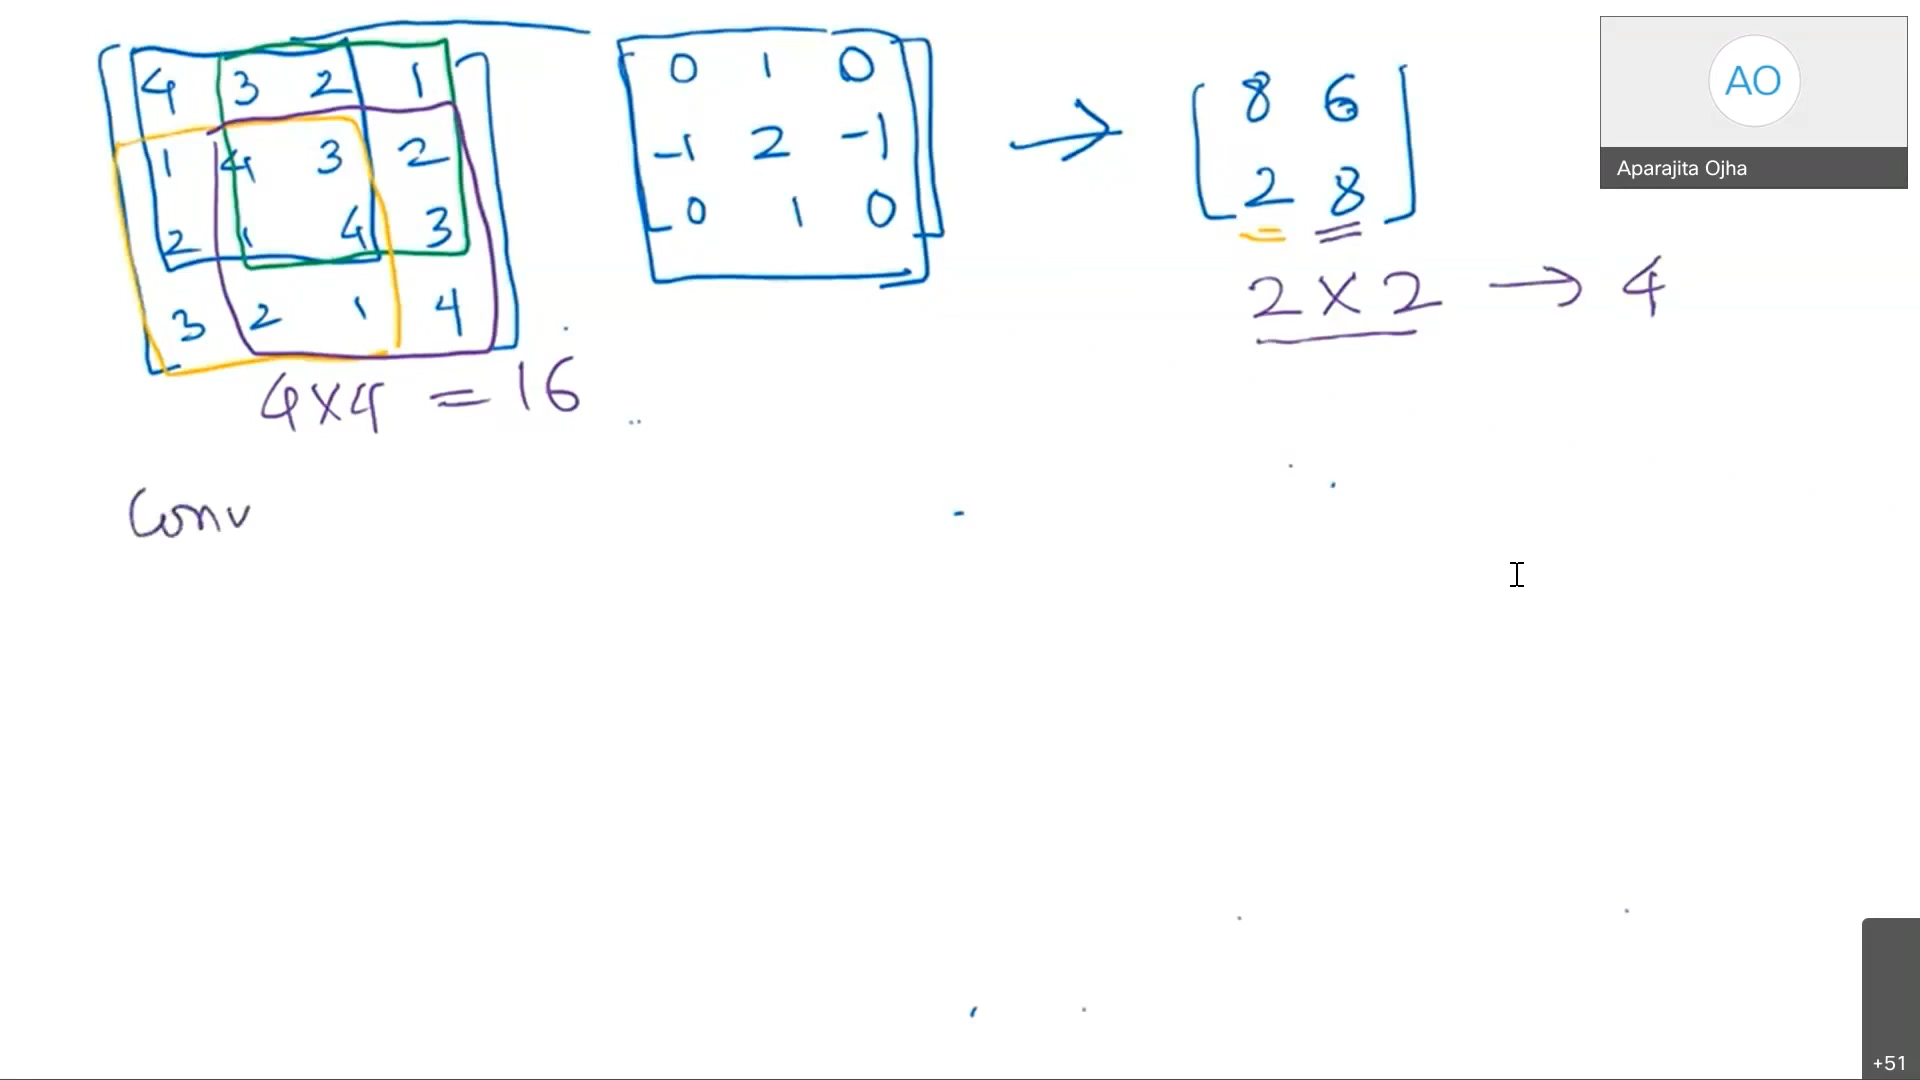 4 3 2 1
1 4 3 2
2 1 4 3
3 2 1 4
4x4 = 16
0 1 0
-1 2 -1
0 1 0
→
8 6
2 8
2 x 2 → 4
Conv
AO
Aparajita Ojha
+51